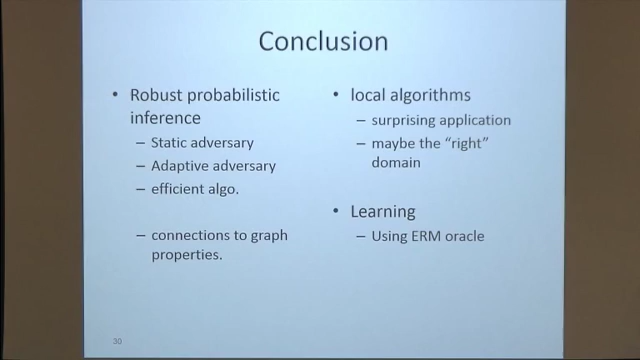 Conclusion
• Robust probabilistic
inference
– Static adversary
– Adaptive adversary
– efficient algo.
– connections to graph
properties.
• local algorithms
– surprising application
– maybe the “right”
domain
• Learning
– Using ERM oracle
30